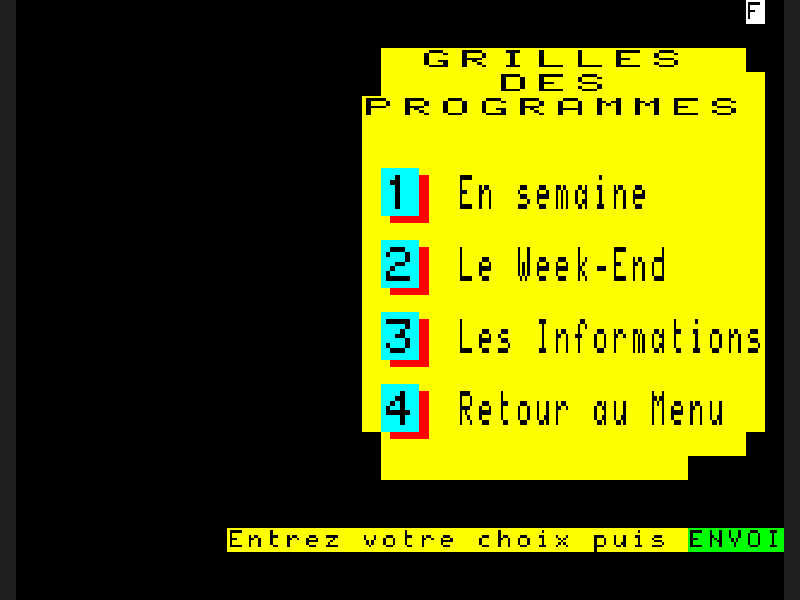 F
GRILLES
DES
PROGRAMMES
1 En semaine
2 Le Week-End
3 Les Informations
4 Retour au Menu
Entrez votre choix puis ENVOI